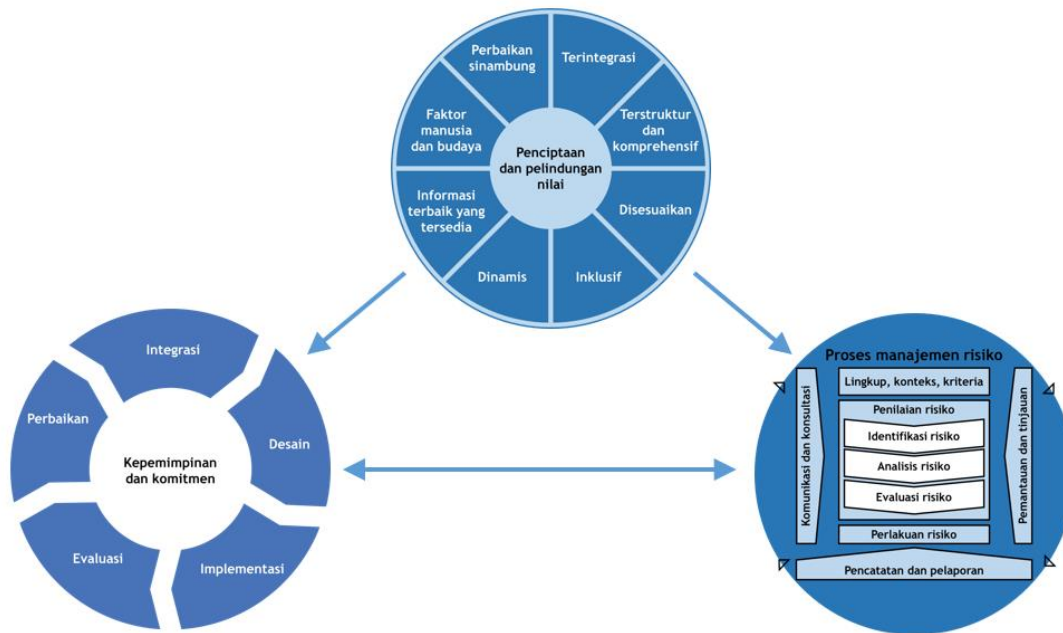 Perbaikan
sinambung
Terintegrasi
Terstruktur
dan
komprehensif
Disesuaikan
Inklusif
Dinamis
Informasi
terbaik yang
tersedia
Faktor
manusia
dan budaya
Penciptaan
dan pelindungan
nilai
Integrasi
Desain
Implementasi
Evaluasi
Perbaikan
Kepemimpinan
dan komitmen
Proses manajemen risiko
Lingkup, konteks, kriteria
Penilaian risiko
Identifikasi risiko
Analisis risiko
Evaluasi risiko
Perlakuan risiko
Komunikasi dan konsultasi
Pemantauan dan tinjauan
Pencatatan dan pelaporan